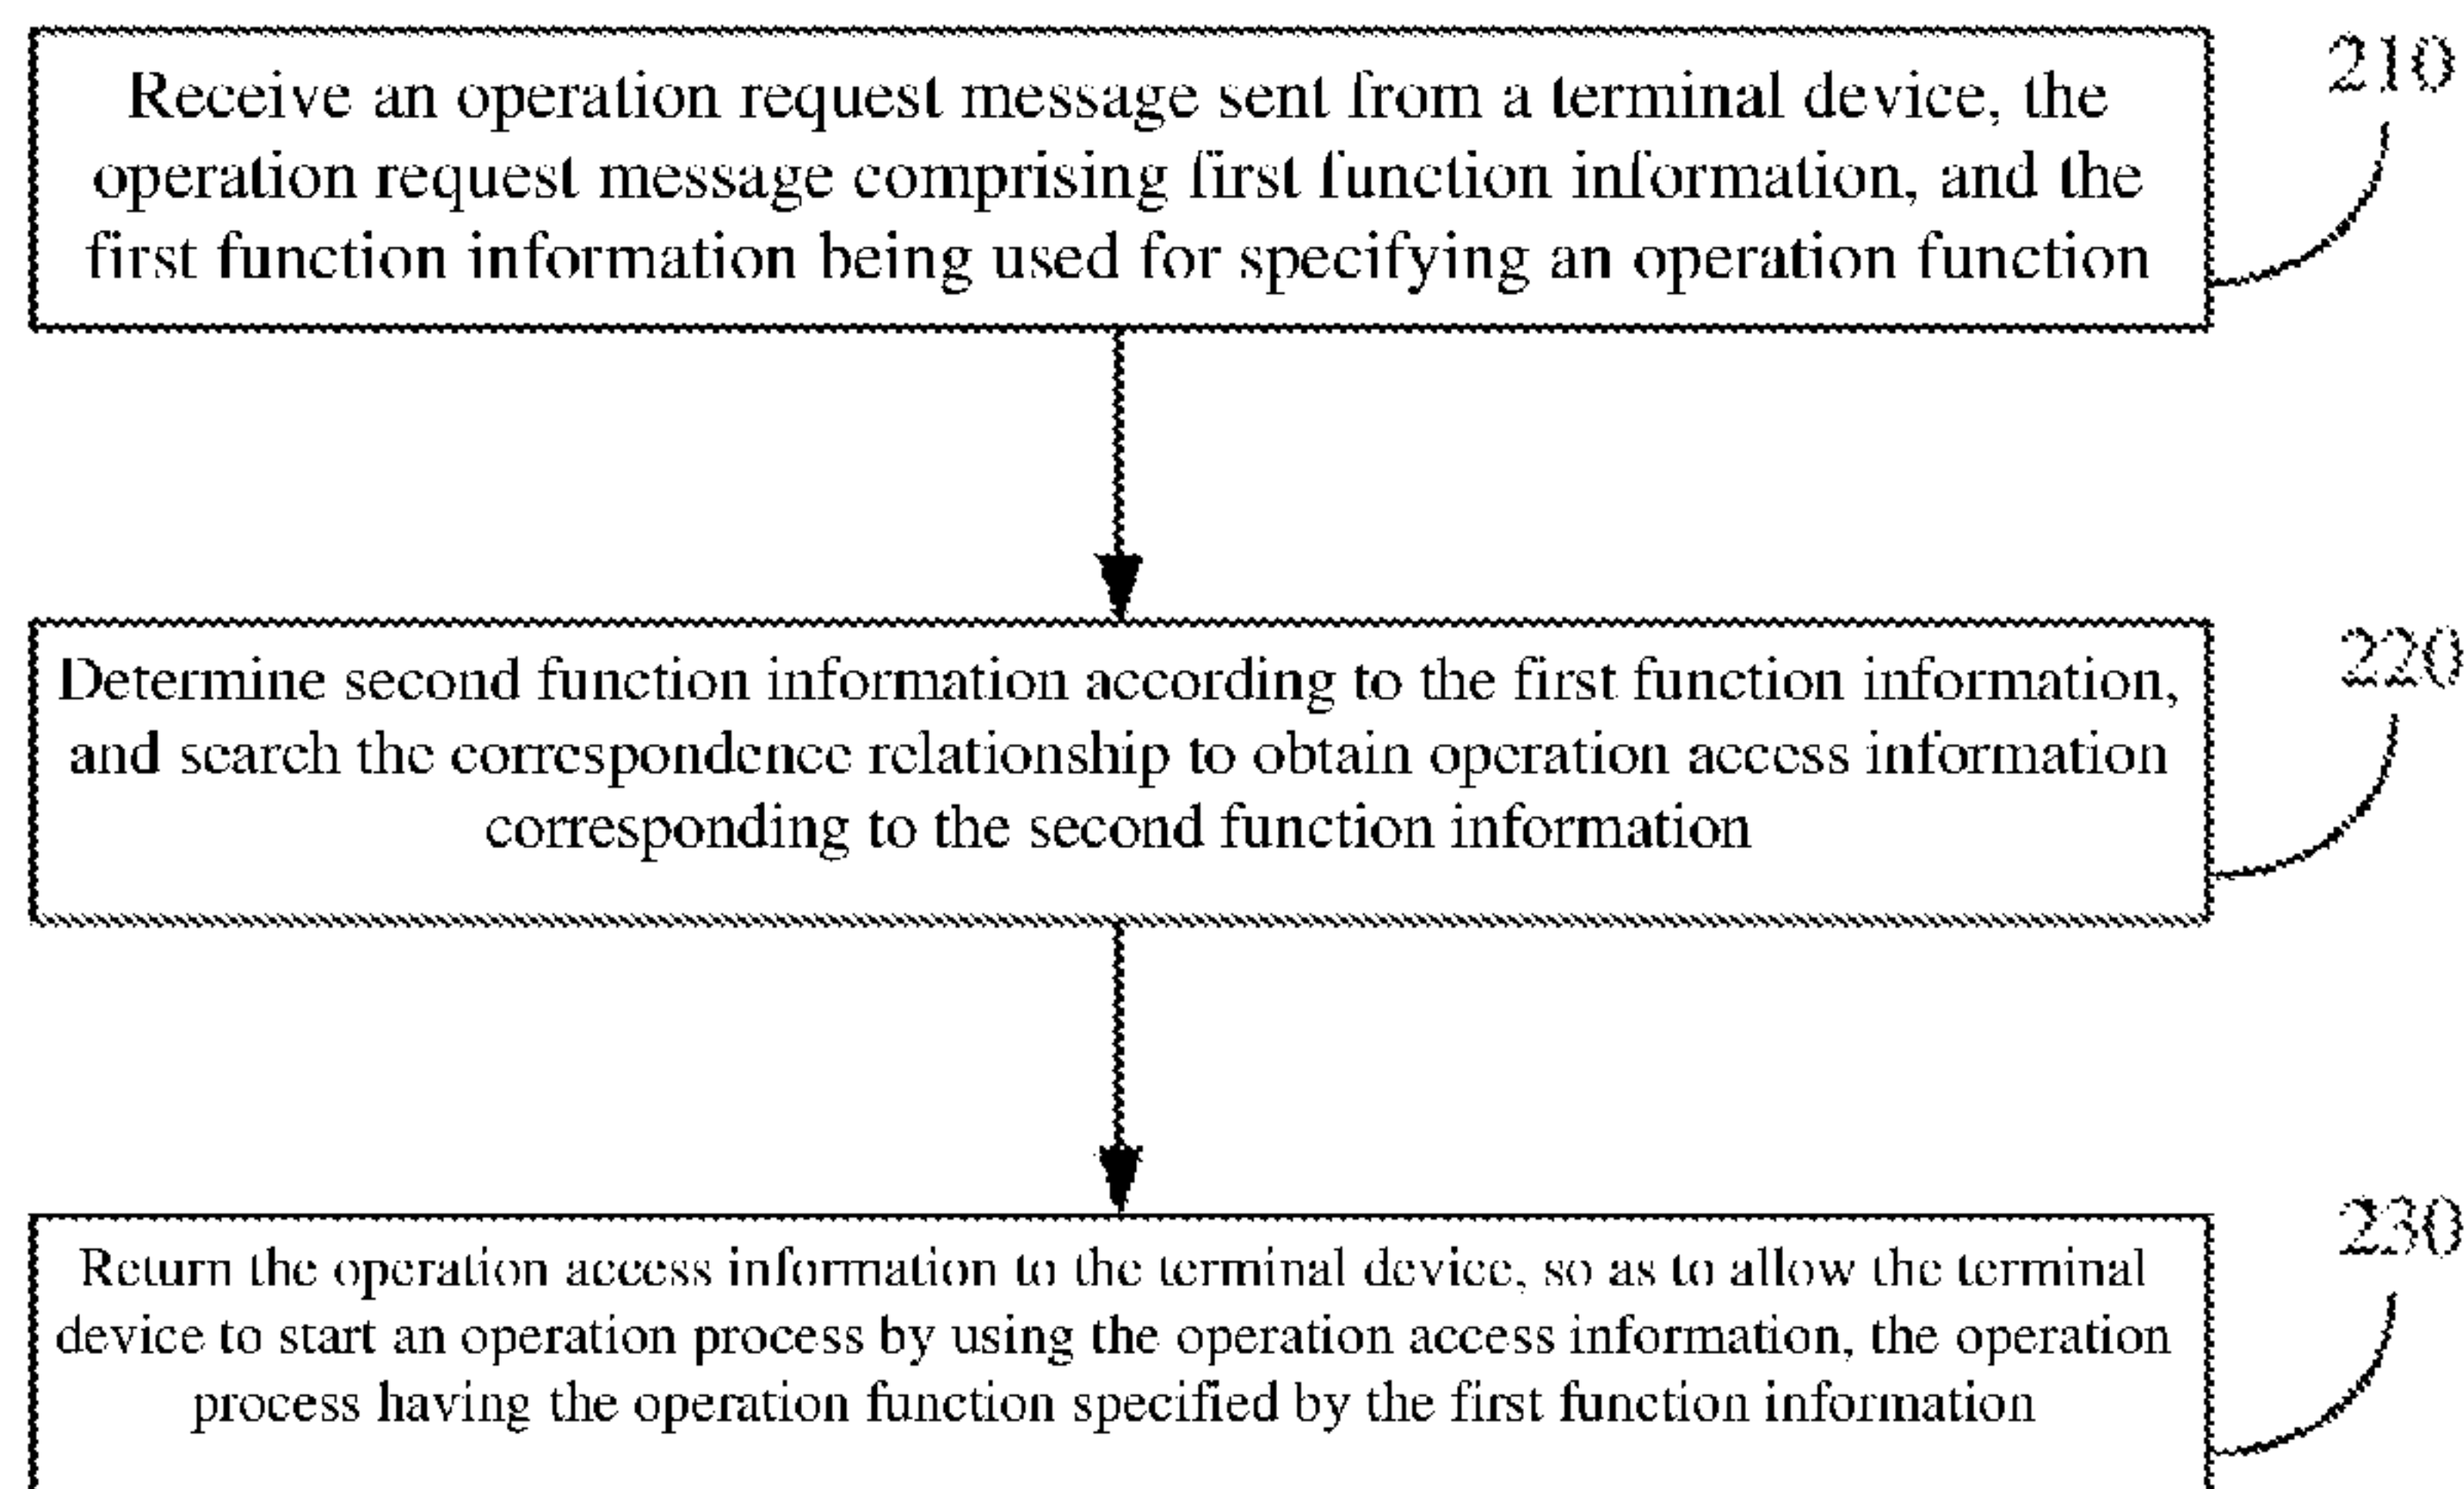 Receive an operation request message sent from a terminal device, the
operation request message comprising first function information, and the
first function information being used for specifying an operation function
210
Determine second function information according to the first function information,
and search the correspondence relationship to obtain operation access information
corresponding to the second function information
220
Return the operation access information to the terminal device, so as to allow the terminal
device to start an operation process by using the operation access information, the operation
process having the operation function specified by the first function information
230